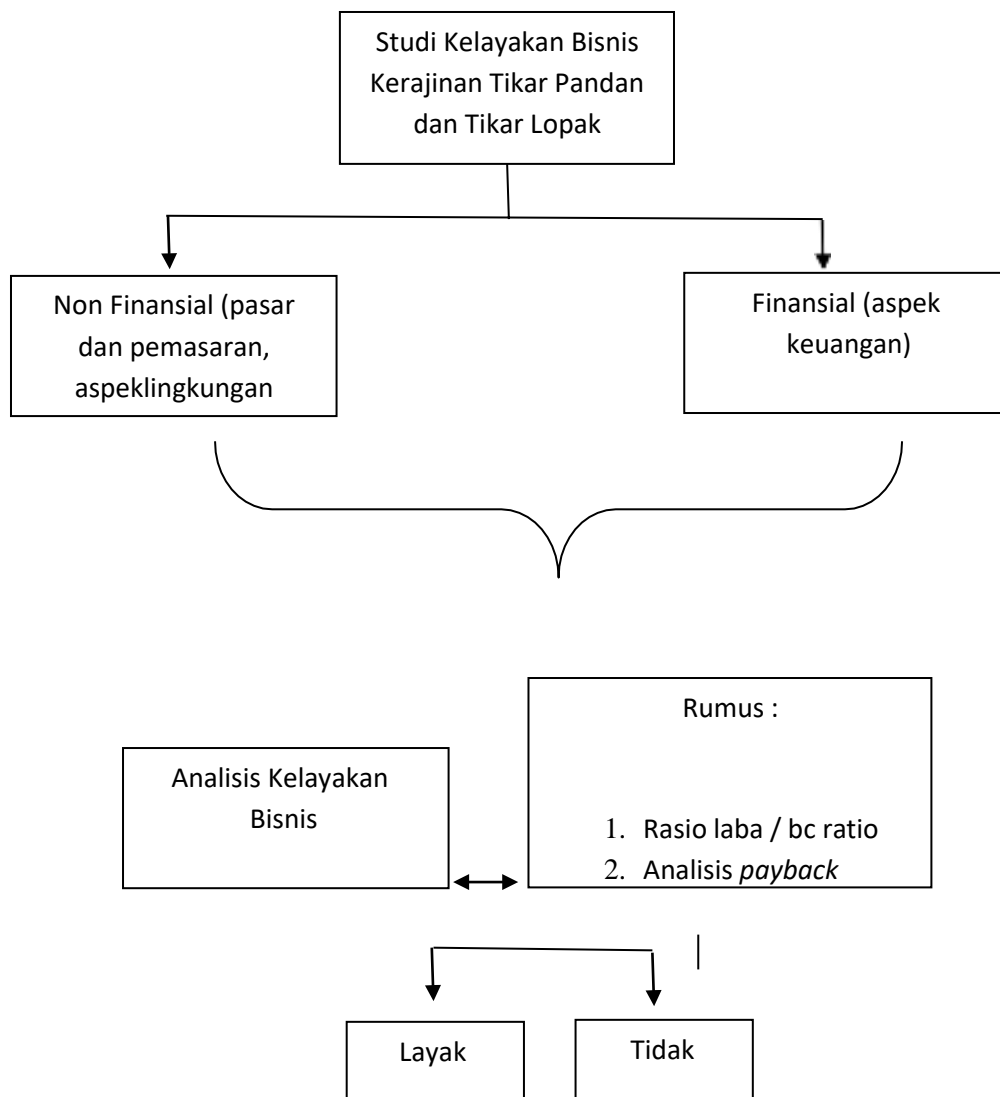 Studi Kelayakan Bisnis
Kerajinan Tikar Pandan
dan Tikar Lopak
Non Finansial (pasar
dan pemasaran,
aspeklingkungan
Finansial (aspek
keuangan)
Analisis Kelayakan
Bisnis
Rumus :
1. Rasio laba / bc ratio
2. Analisis payback
Layak
Tidak